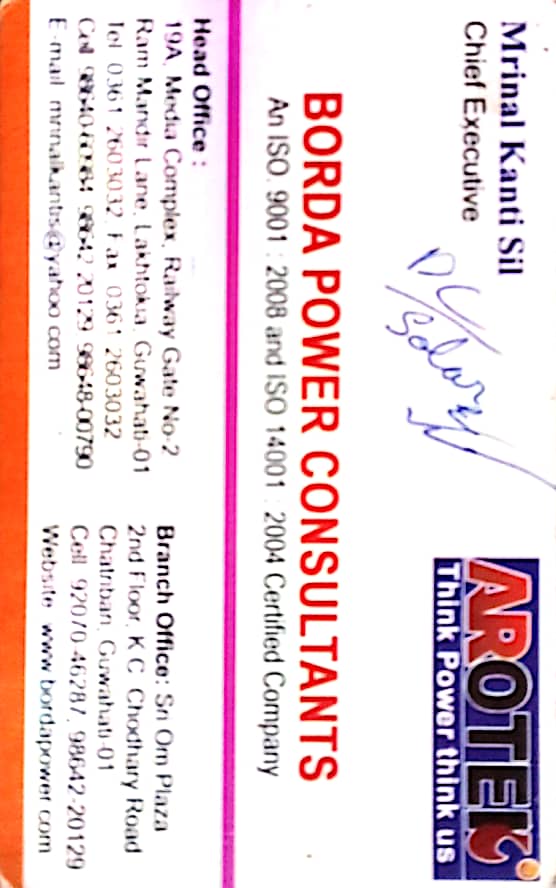 Mrinal Kanti Sil
Chief Executive
DC
Solar
AROTEK
Think Power think us
BORDA POWER CONSULTANTS
An ISO. 9001 : 2008 and ISO 14001 : 2004 Certified Company
Head Office :
19A, Media Complex, Railway Gate No-2
Ram Mandir Lane, Lakhtokia, Guwahati-01
Tel 0361 2603032, Fax 0361 2603032
Cell 98642 20129 98648-00790
E-mail mrinalkantis@yahoo com
Branch Office: Sri Om Plaza
2nd Floor, K C Chodhary Road
Chatribari, Guwahati-01
Cell 92070-46287, 98642-20129
Website www bordapower com